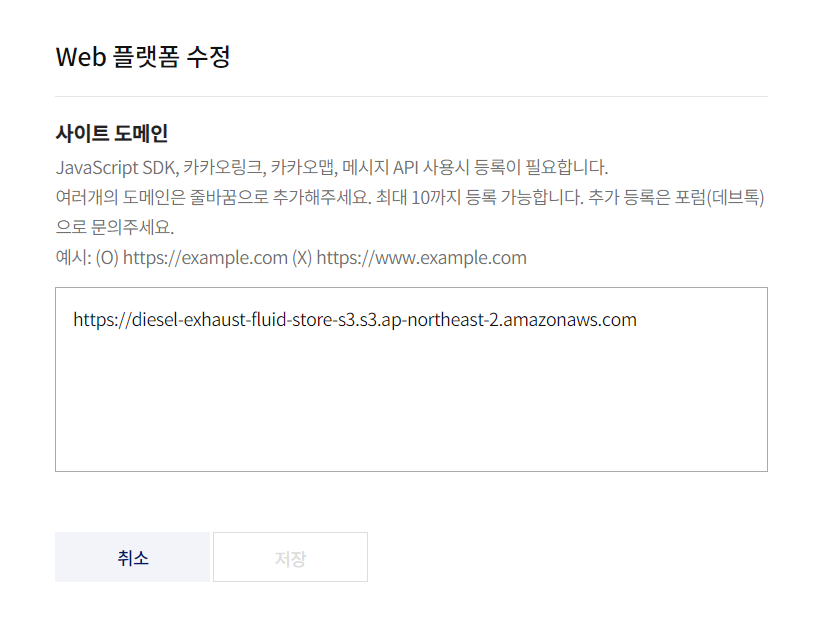 Web 플랫폼 수정
사이트 도메인
JavaScript SDK, 카카오링크, 카카오맵, 메시지 API 사용시 등록이 필요합니다.
여러개의 도메인은 줄바꿈으로 추가해주세요. 최대 10까지 등록 가능합니다. 추가 등록은 포럼(데브톡)
으로 문의주세요.
예시: (O) https://example.com (X) https://www.example.com
https://diesel-exhaust-fluid-store-s3.s3.ap-northeast-2.amazonaws.com
취소
저장